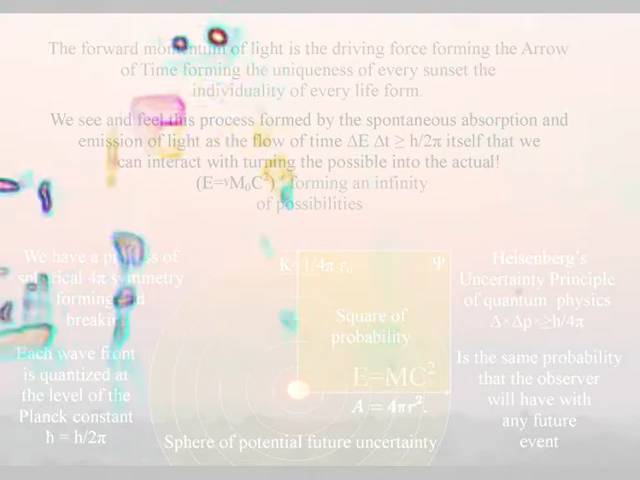 The forward momentum of light is the driving force forming the Arrow
of Time forming the uniqueness of every sunset the
individuality of every life form.
We see and feel this process formed by the spontaneous absorption and
emission of light as the flow of time ΔE Δt ≥ h/2π itself that we
can interact with turning the possible into the actual!
(E=ᵞM₀C²) forming an infinity
of possibilities
We have a process of
spherical 4π symmetry
forming and
breaking
Each wave front
is quantized at
the level of the
Planck constant
ħ = h/2π
K= 1/4π ε₀
Ψ
Square of
probability
E=MC²
A = 4πr².
Sphere of potential future uncertainty
Heisenberg's
Uncertainty Principle
of quantum physics
Δ×Δp×≥h/4π
Is the same probability
that the observer
will have with
any future
event